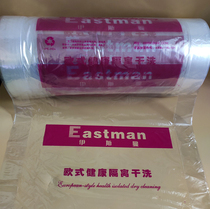 Eastman
Eastman
伊斯曼
欧式健康隔离干洗
European-style health isolated dry cleaning